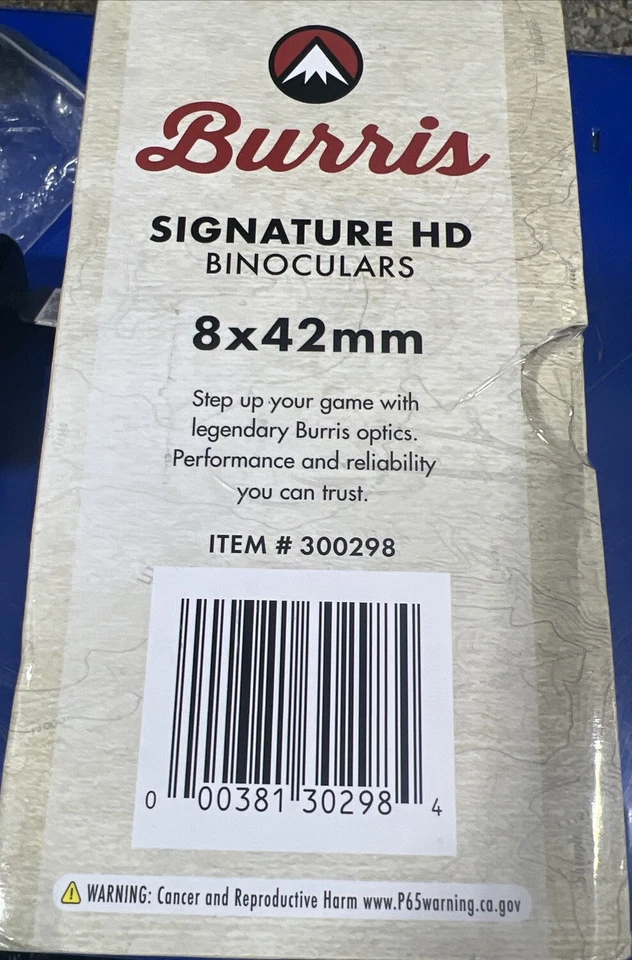 Burris
SIGNATURE HD
BINOCULARS
8x42mm
Step up your game with
legendary Burris optics.
Performance and reliability
you can trust.
ITEM # 300298
0 00381 30298 4
WARNING: Cancer and Reproductive Harm www.P65warning.ca.gov